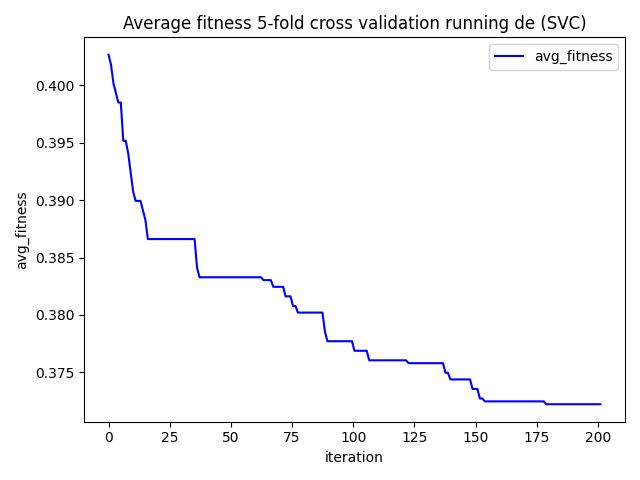 Average fitness 5-fold cross validation running de (SVC)
avg_fitness
0.400
0.395
0.390
0.385
0.380
0.375
avg_fitness
0 25 50 75 100 125 150 175 200
iteration